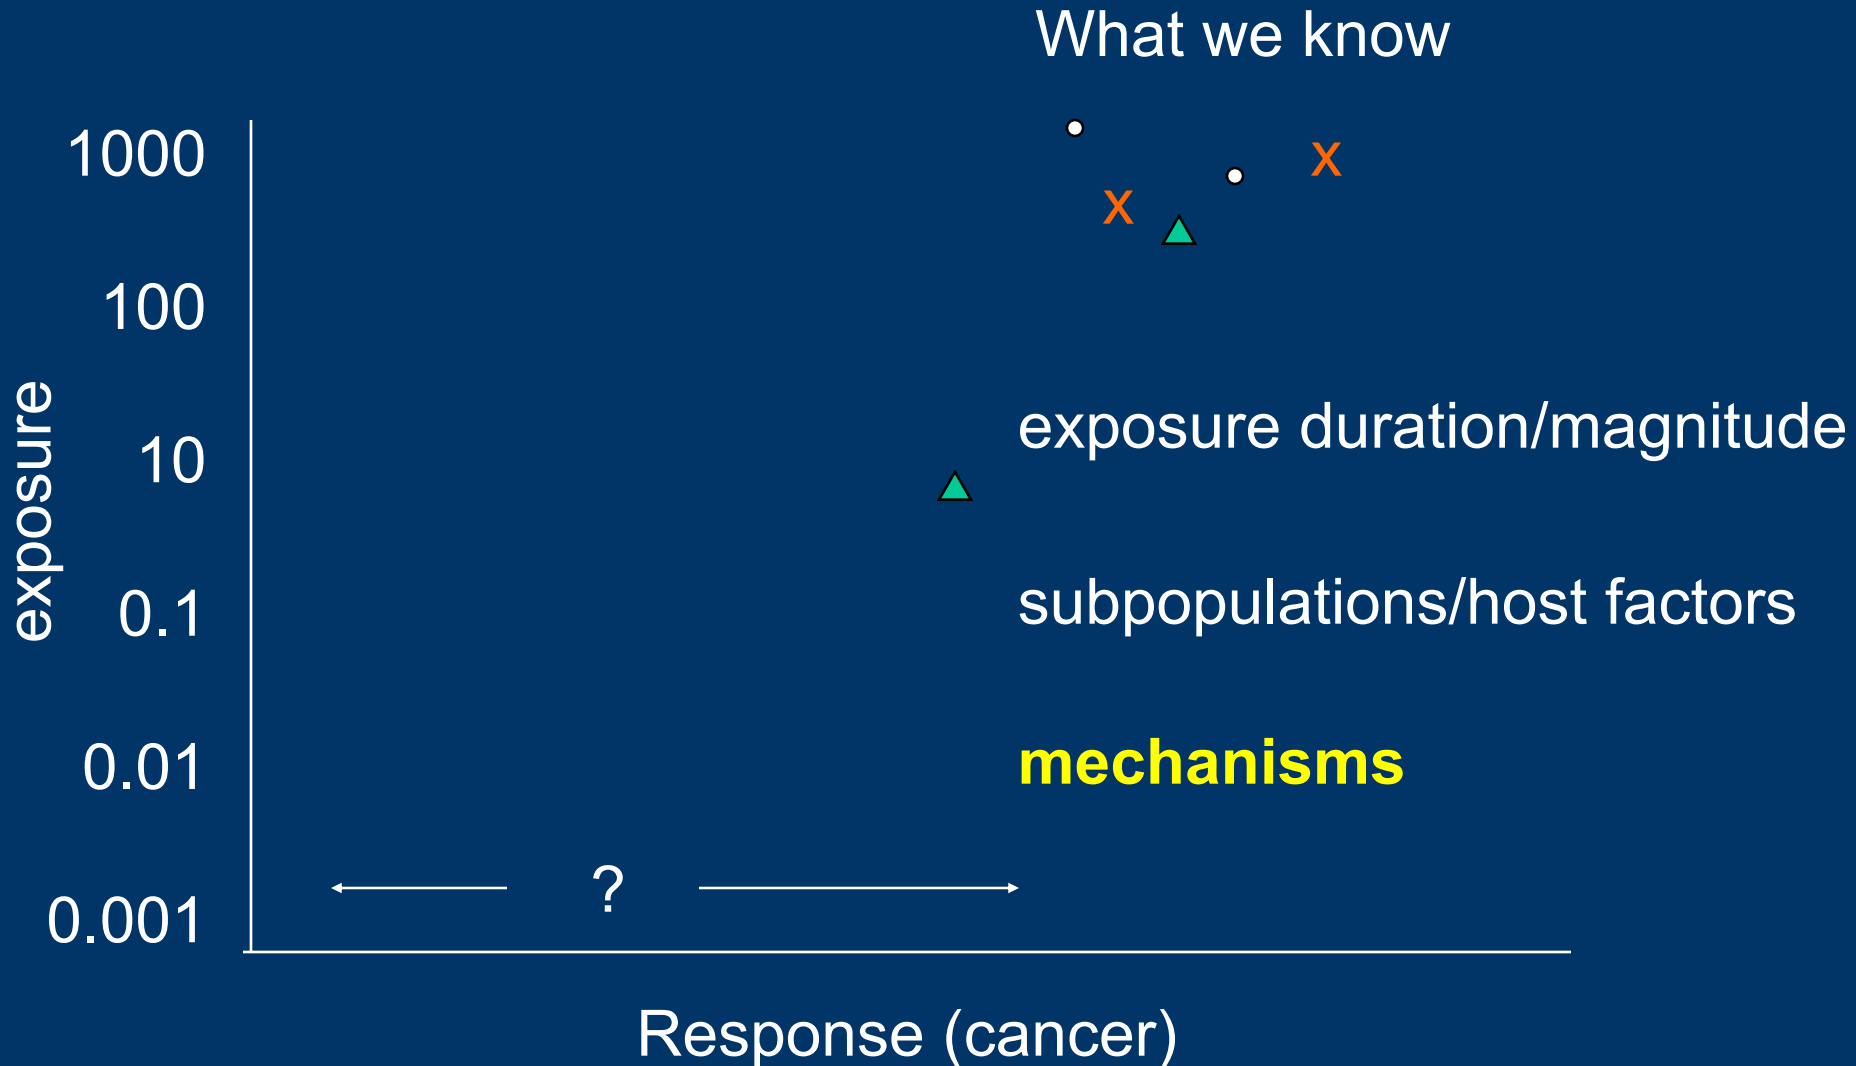 What we know
1000
100
10
0.1
0.01
0.001
exposure
x
x
exposure duration/magnitude
subpopulations/host factors
mechanisms
?
Response (cancer)